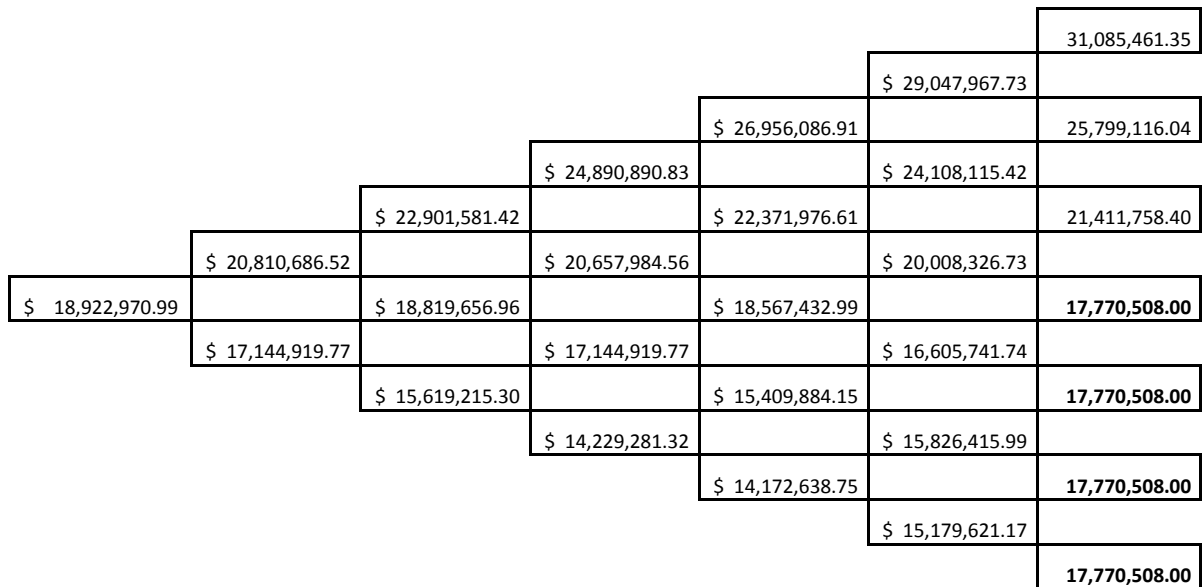 31,085,461.35
$ 29,047,967.73
$ 26,956,086.91 25,799,116.04
$ 24,890,890.83 $ 24,108,115.42
$ 22,901,581.42 $ 22,371,976.61 21,411,758.40
$ 20,810,686.52 $ 20,657,984.56 $ 20,008,326.73
$ 18,922,970.99 $ 18,819,656.96 $ 18,567,432.99 17,770,508.00
$ 17,144,919.77 $ 17,144,919.77 $ 16,605,741.74
$ 15,619,215.30 $ 15,409,884.15 17,770,508.00
$ 14,229,281.32 $ 15,826,415.99
$ 14,172,638.75 17,770,508.00
$ 15,179,621.17
17,770,508.00